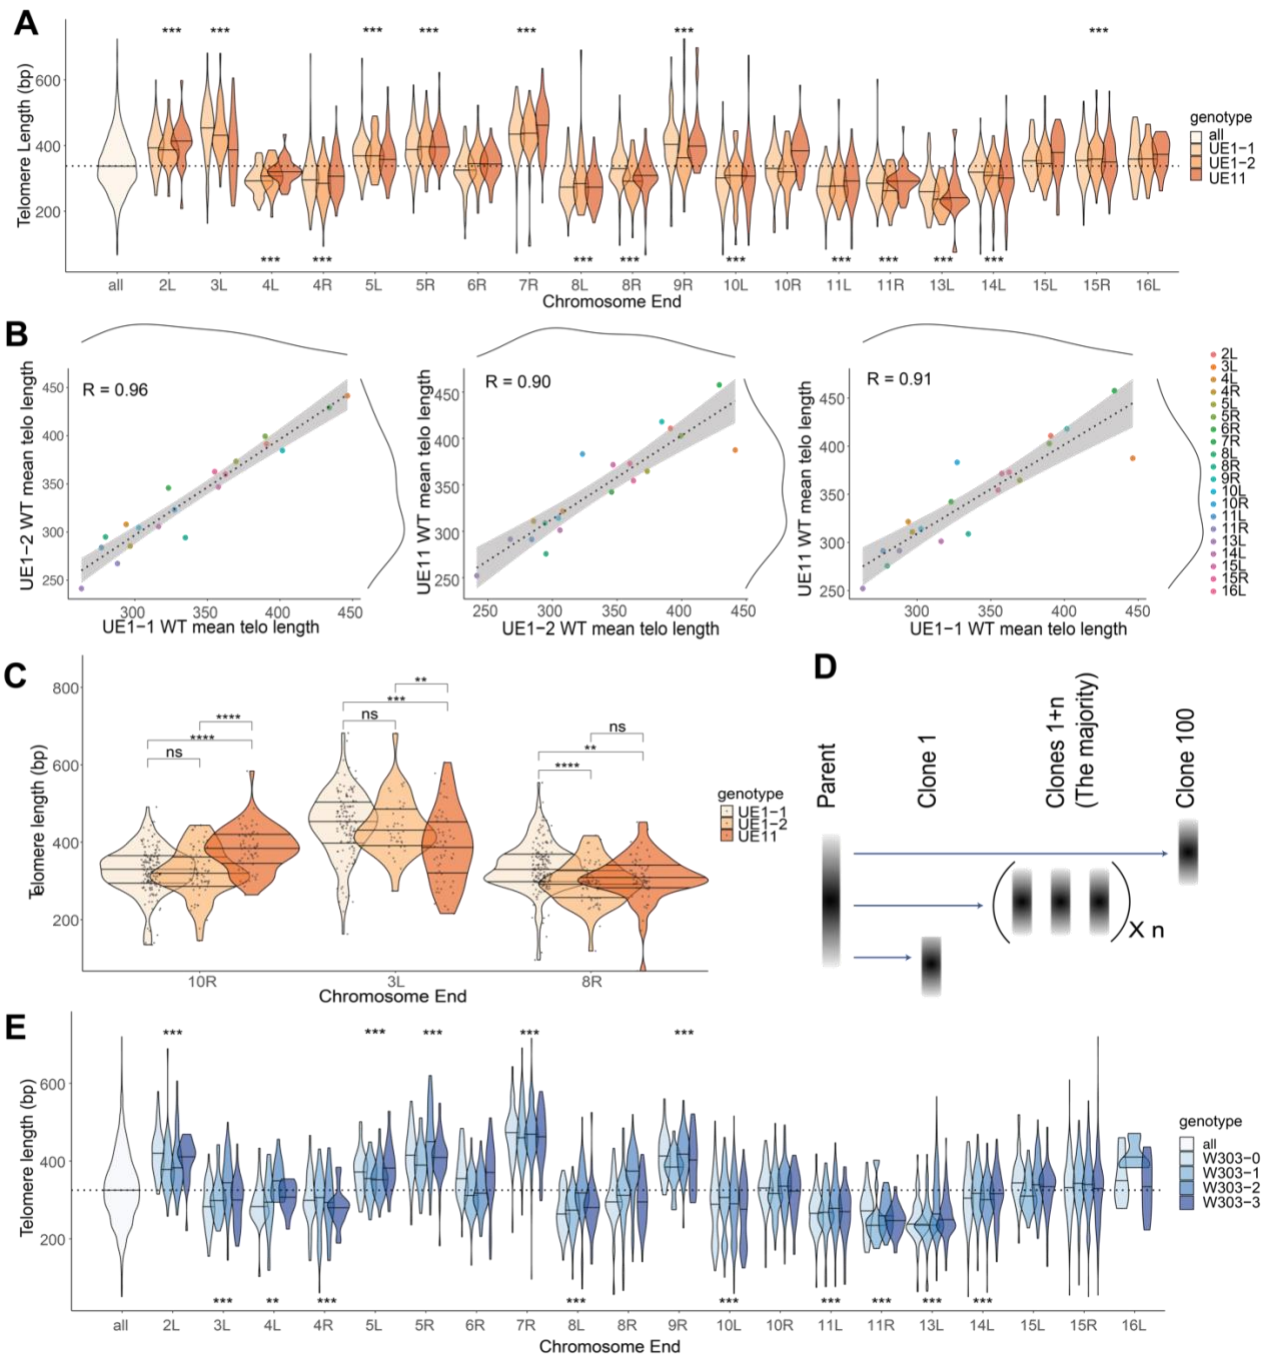 A
*** *** *** *** *** *** ***
Telomere Length (bp)
600
400
200
genotype
all
UE1-1
UE1-2
UE11
*** *** *** *** *** *** *** *** ***
all 2L 3L 4L 4R 5L 5R 6R 7R 8L 8R 9R 10L 10R 11L 11R 13L 14L 15L 15R 16L
Chromosome End
B
UE1-2 WT mean telo length
450
400
350
300
250
R = 0.96
300 350 400 450
UE1-1 WT mean telo length
UE11 WT mean telo length
450
400
350
300
250
R = 0.90
250 300 350 400 450
UE1-2 WT mean telo length
UE11 WT mean telo length
450
400
350
300
250
R = 0.91
300 350 400 450
UE1-1 WT mean telo length
2L
3L
4L
4R
5L
5R
6R
7R
8L
8R
9R
10L
10R
11L
11R
13L
14L
15L
15R
16L
C
Telomere length (bp)
800
600
400
200
****
****
ns
**
***
ns
ns
**
****
genotype
UE1-1
UE1-2
UE11
10R 3L 8R
Chromosome End
D
Parent
Clone 1
Clones 1+n
(The majority)
Clone 100
X n
E
*** *** *** *** ***
Telomere length (bp)
600
400
200
genotype
all
W303-0
W303-1
W303-2
W303-3
*** ** *** *** *** *** *** *** ***
all 2L 3L 4L 4R 5L 5R 6R 7R 8L 8R 9R 10L 10R 11L 11R 13L 14L 15L 15R 16L
Chromosome End